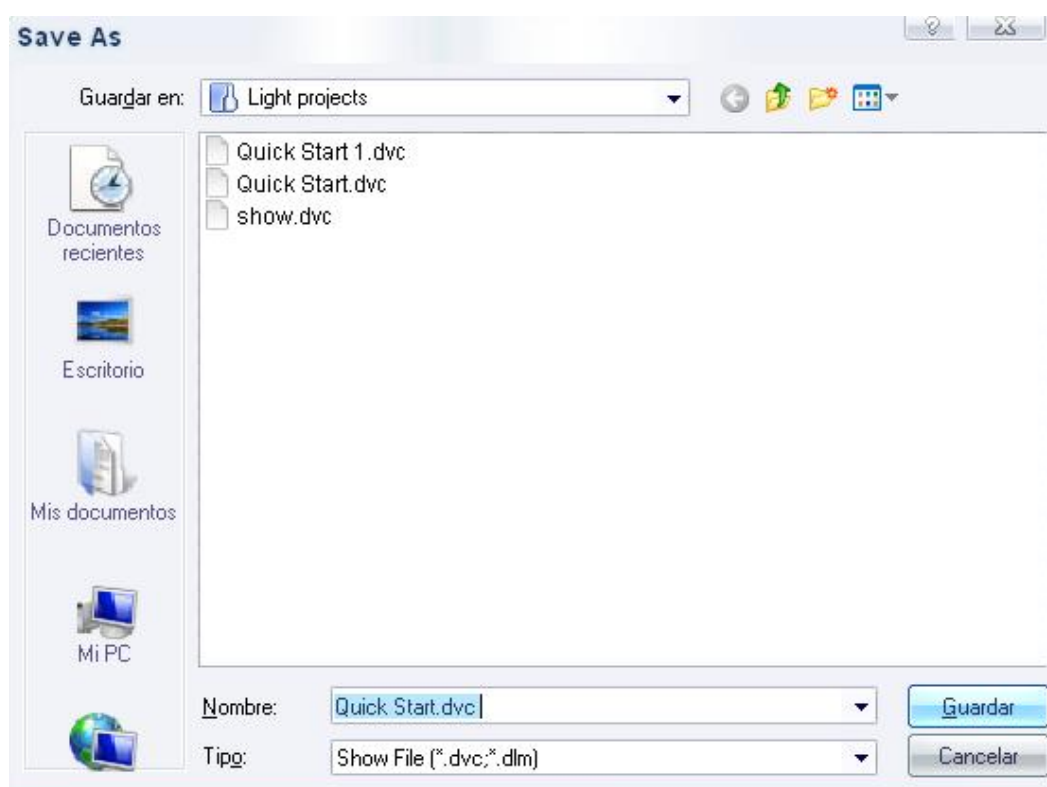 Save As
Guardar en:
Light projects
Quick Start 1.dvc
Quick Start.dvc
show.dvc
Documentos
recientes
Escritorio
Mis documentos
Mi PC
Nombre:
Quick Start.dvc
Guardar
Tipo:
Show File (*.dvc;*.dlm)
Cancelar